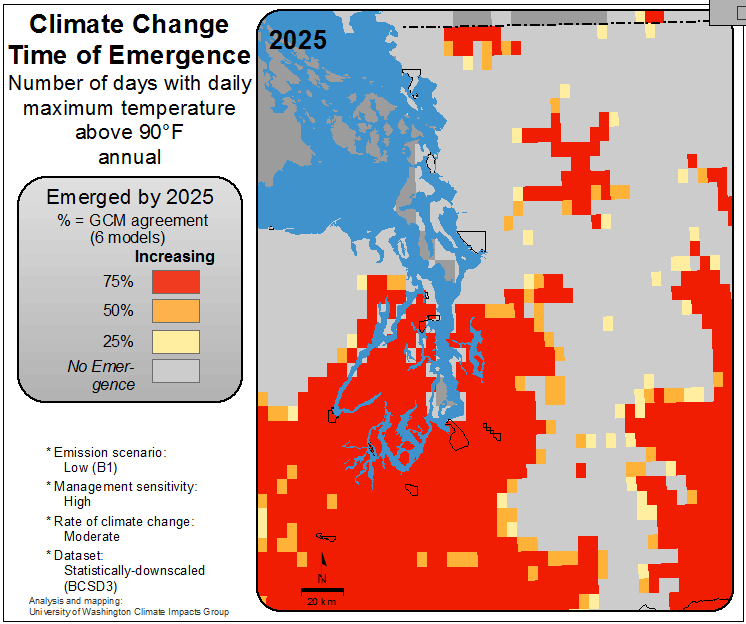 Climate Change
Time of Emergence
Number of days with daily
maximum temperature
above 90°F
annual
Emerged by 2025
% = GCM agreement
(6 models)
Increasing
75%
50%
25%
No Emer-
gence
* Emission scenario:
Low (B1)
* Management sensitivity:
High
* Rate of climate change:
Moderate
* Dataset:
Statistically-downscaled
(BCSD3)
Analysis and mapping:
University of Washington Climate Impacts Group
2025
N
20 km